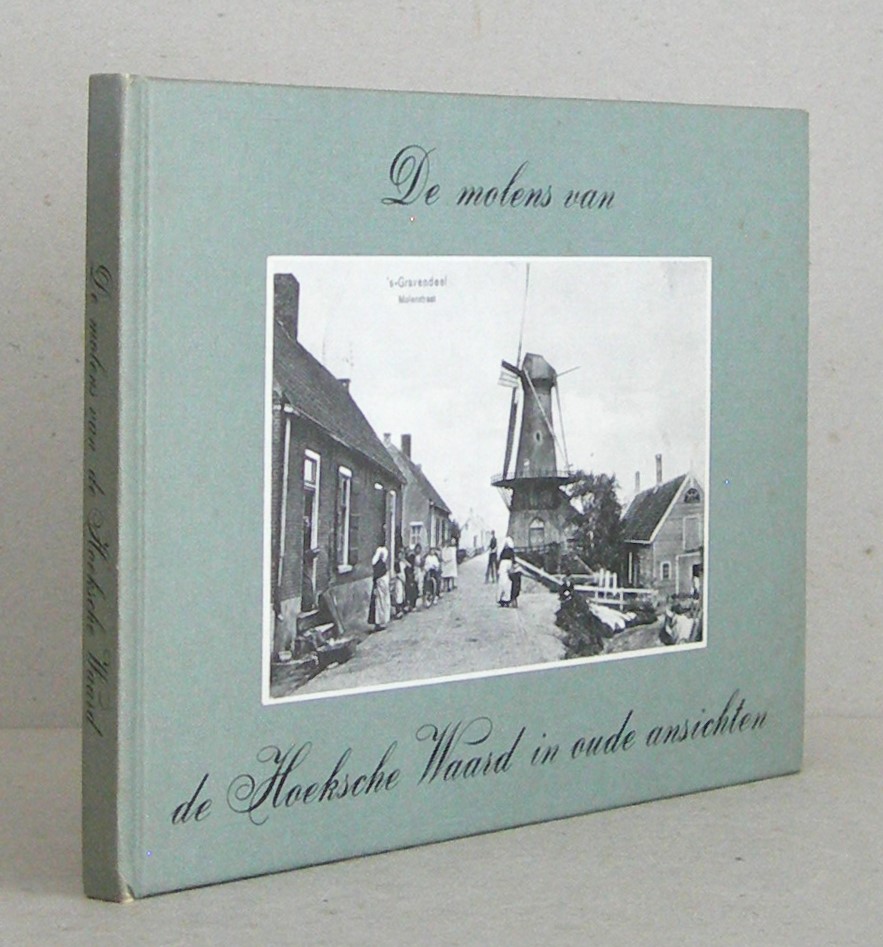 De molens van
's-Gravendeel
Molenstraat
de Hoeksche Waard in oude ansichten
De molens van de Hoeksche Waard